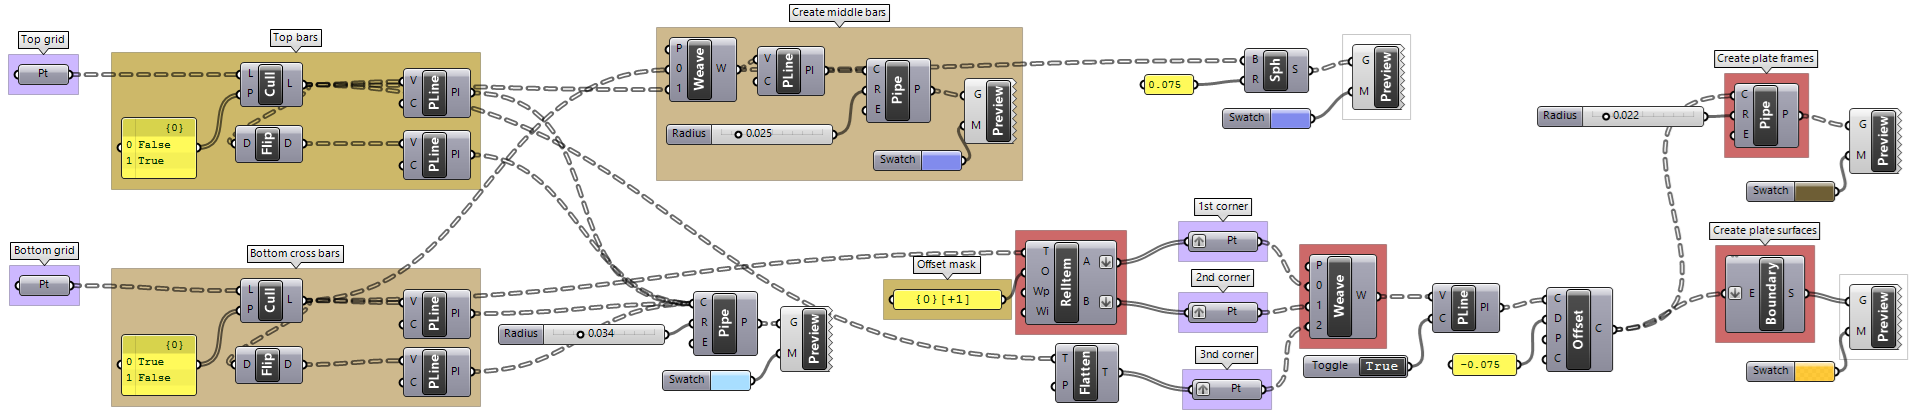 Top grid
Pt
Top bars
L
P
Cull
L
{0}
0 False
1 True
D
Flip
D
V
C
PLine
Pl
V
C
PLine
Pl
Bottom grid
Pt
Bottom cross bars
L
P
Cull
L
{0}
0 True
1 False
D
Flip
D
V
C
PLine
Pl
V
C
PLine
Pl
Create middle bars
P
0
1
Weave
W
V
C
PLine
Pl
C
R
E
Pipe
P
Radius
0.025
G
M
Preview
Swatch
Radius
0.034
C
R
E
Pipe
P
Swatch
G
M
Preview
0.075
B
R
Sph
S
Swatch
G
M
Preview
Offset mask
{0}[+1]
T
O
Wp
Wi
RelItem
A
B
T
P
Flatten
T
1st corner
Pt
2nd corner
Pt
3nd corner
Pt
P
0
1
2
Weave
W
Toggle
True
V
C
PLine
Pl
-0.075
C
D
P
C
Offset
C
Create plate frames
Radius
0.022
C
R
E
Pipe
P
Swatch
G
M
Preview
Create plate surfaces
E
Boundary
S
Swatch
G
M
Preview